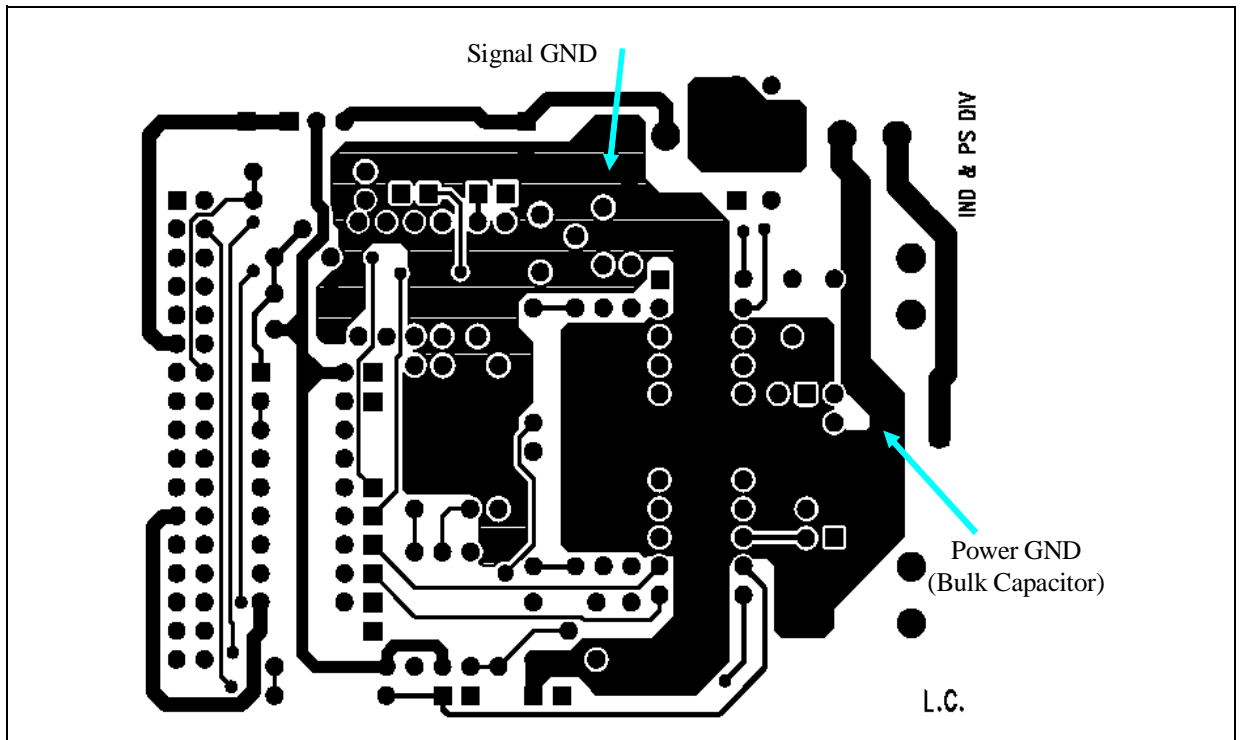 Signal GND
IND & PS DIV
Power GND
(Bulk Capacitor)
L.C.